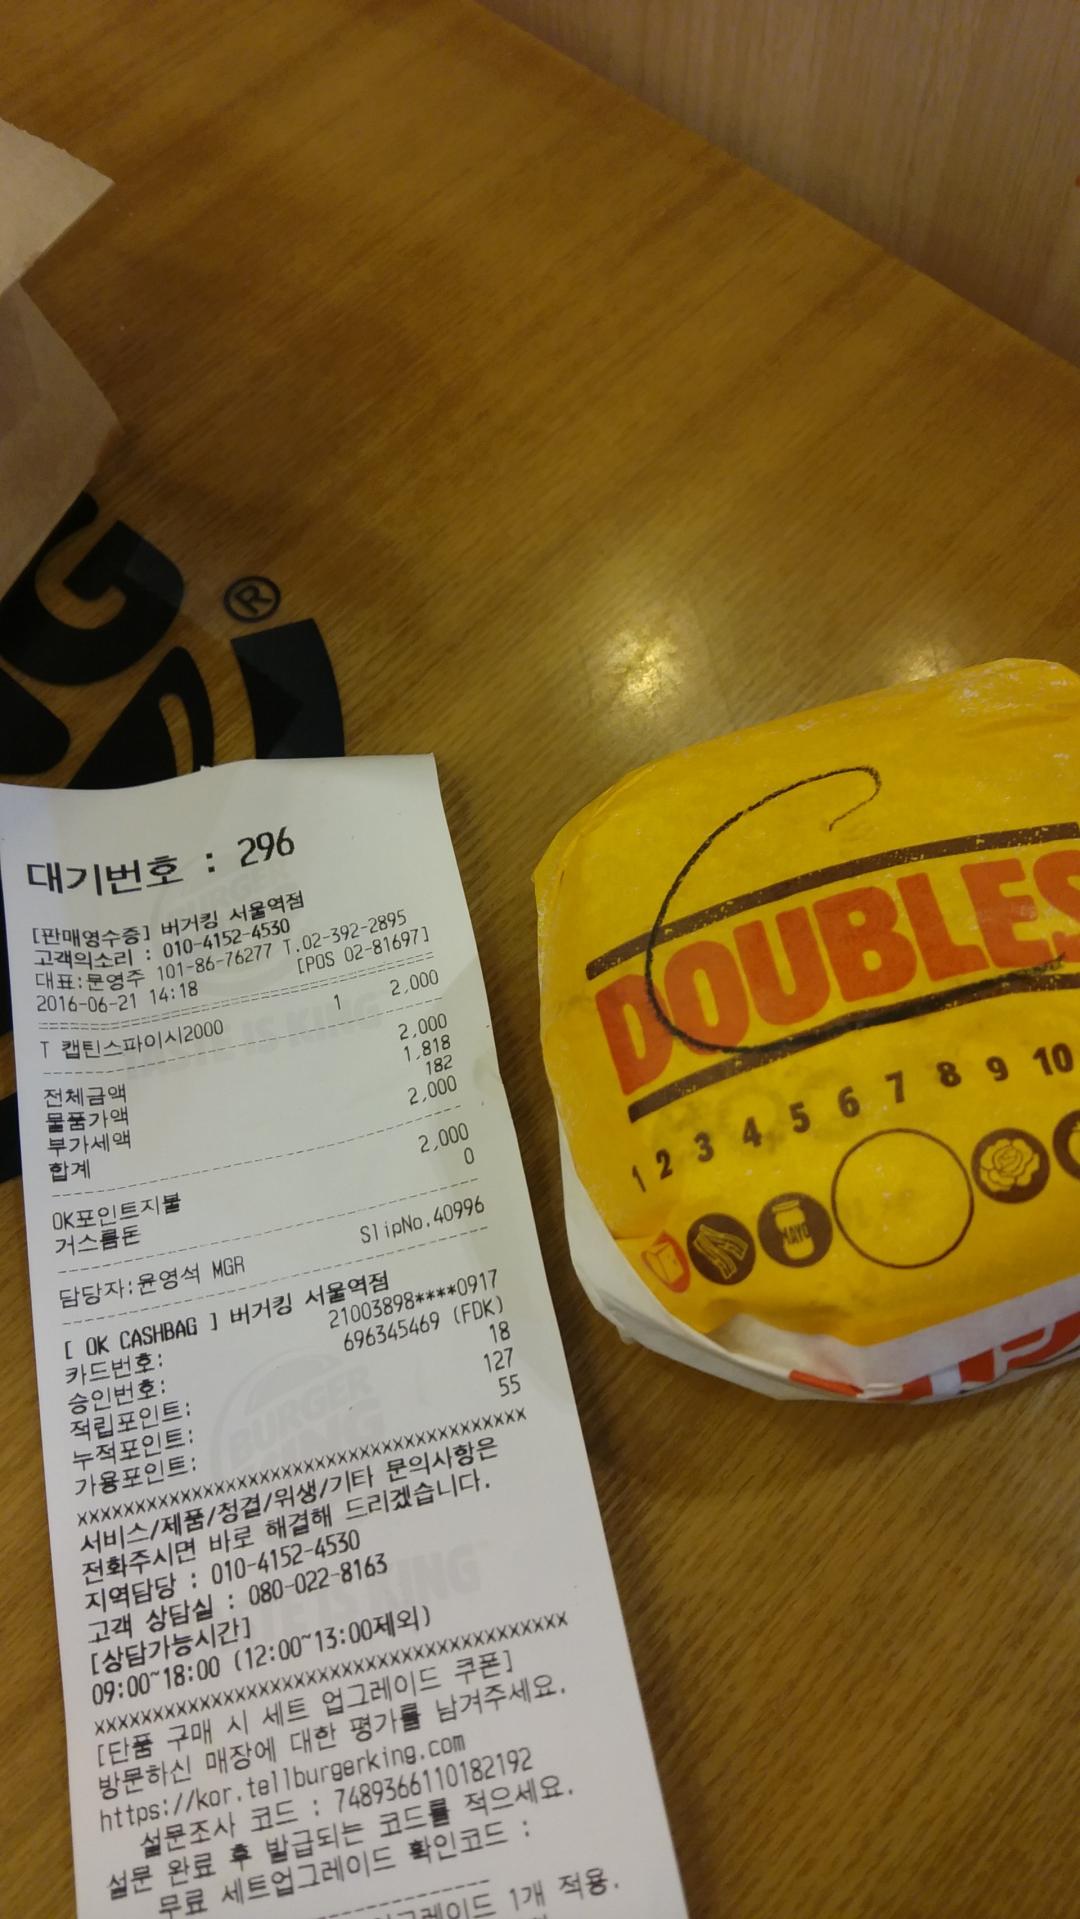 G
®
대기번호 : 296
[판매영수증] 버거킹 서울역점
고객의소리 : 010-4152-4530
대표:문영주 101-86-76277 T.02-392-2895
2016-06-21 14:18 [POS 02-81697]
T 캡틴스파이시2000 1 2,000
전체금액 2,000
물품가액 1,818
부가세액 182
합계 2,000
OK포인트지불 2,000
거스름돈 0
담당자:윤영석 MGR SlipNo.40996
[ OK CASHBAG ] 버거킹 서울역점
카드번호: 21003898****0917
승인번호: 696345469 (FDK)
적립포인트: 18
누적포인트: 127
가용포인트: 55
xxxxxxxxxxxxxxxxxxxxxxxxxxxxxxxxxxxxxxxx
서비스/제품/청결/위생/기타 문의사항은
전화주시면 바로 해결해 드리겠습니다.
지역담당 : 010-4152-4530
고객 상담실 : 080-022-8163
[상담가능시간]
09:00~18:00 (12:00~13:00제외)
xxxxxxxxxxxxxxxxxxxxxxxxxxxxxxxxxxxxxxxx
[단품 구매 시 세트 업그레이드 쿠폰]
방문하신 매장에 대한 평가를 남겨주세요.
https://kor.tellburgerking.com
설문조사 코드 : 7489366110182192
설문 완료 후 발급되는 코드를 적으세요.
무료 세트업그레이드 확인코드 :
1개 적용.
DOUBLES
1 2 3 4 5 6 7 8 9 10
MAYO